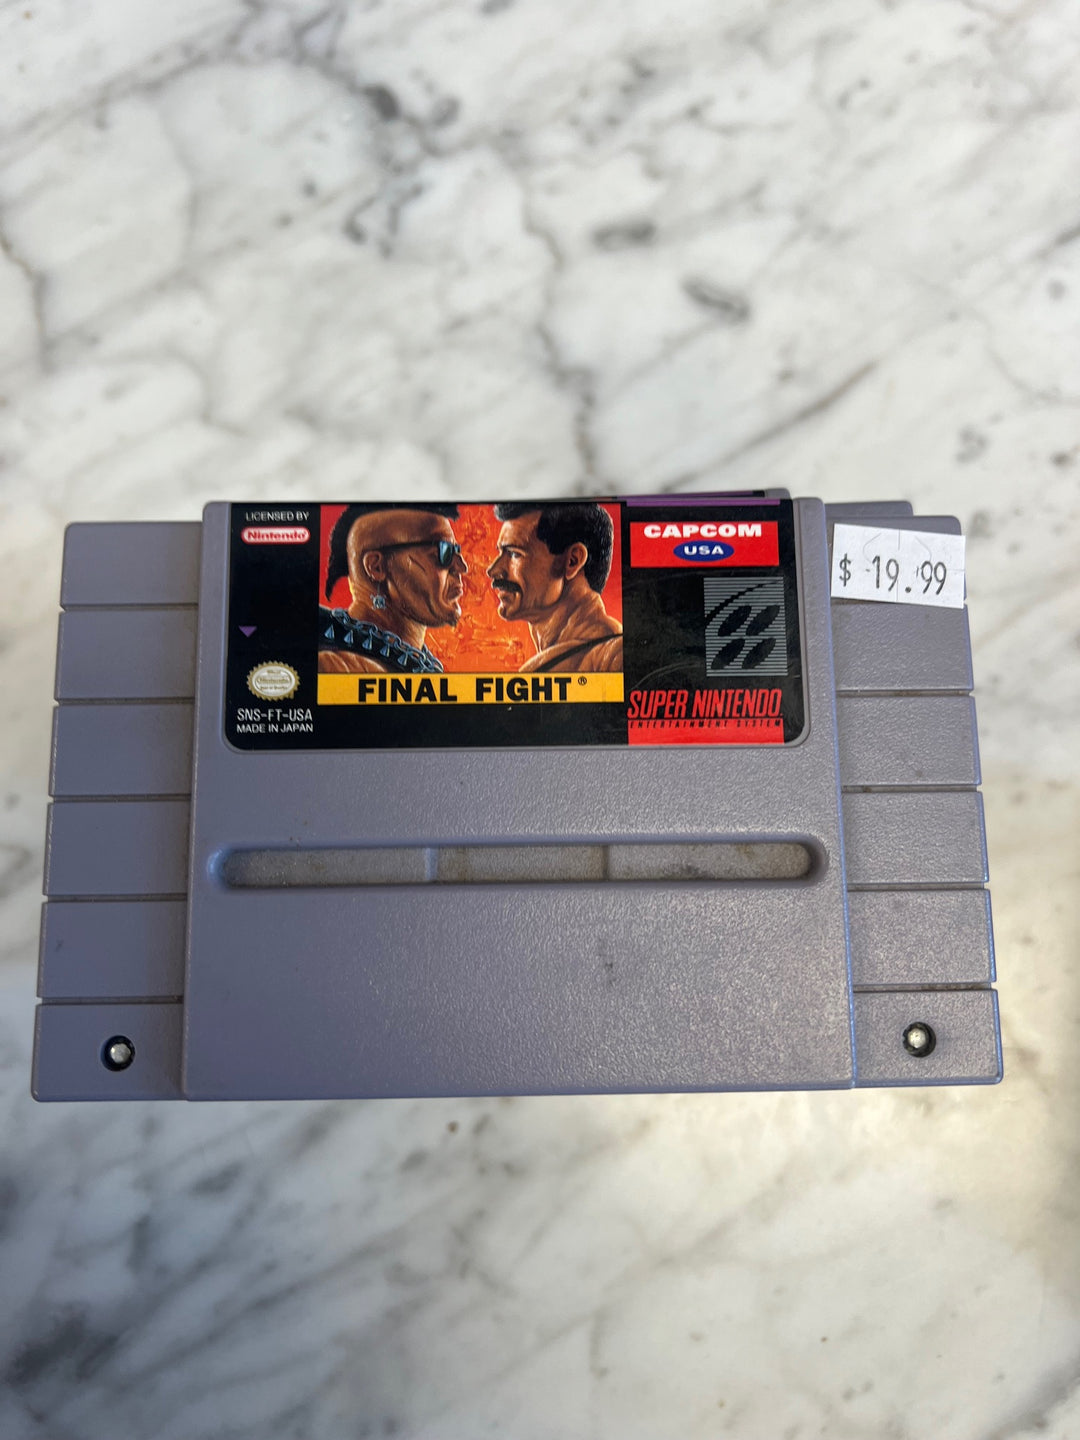 LICENSED BY
Nintendo®
CAPCOM
USA
$ 19.99
FINAL FIGHT®
SNS-FT-USA
MADE IN JAPAN
SUPER NINTENDO
ENTERTAINMENT SYSTEM